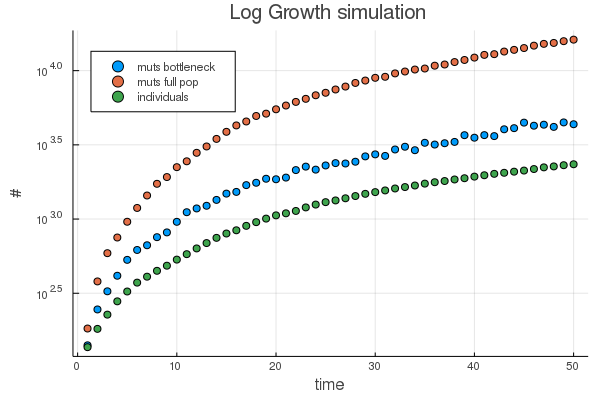 Log Growth simulation
muts bottleneck
muts full pop
individuals
10^4.0
10^3.5
10^3.0
10^2.5
#
0 10 20 30 40 50
time